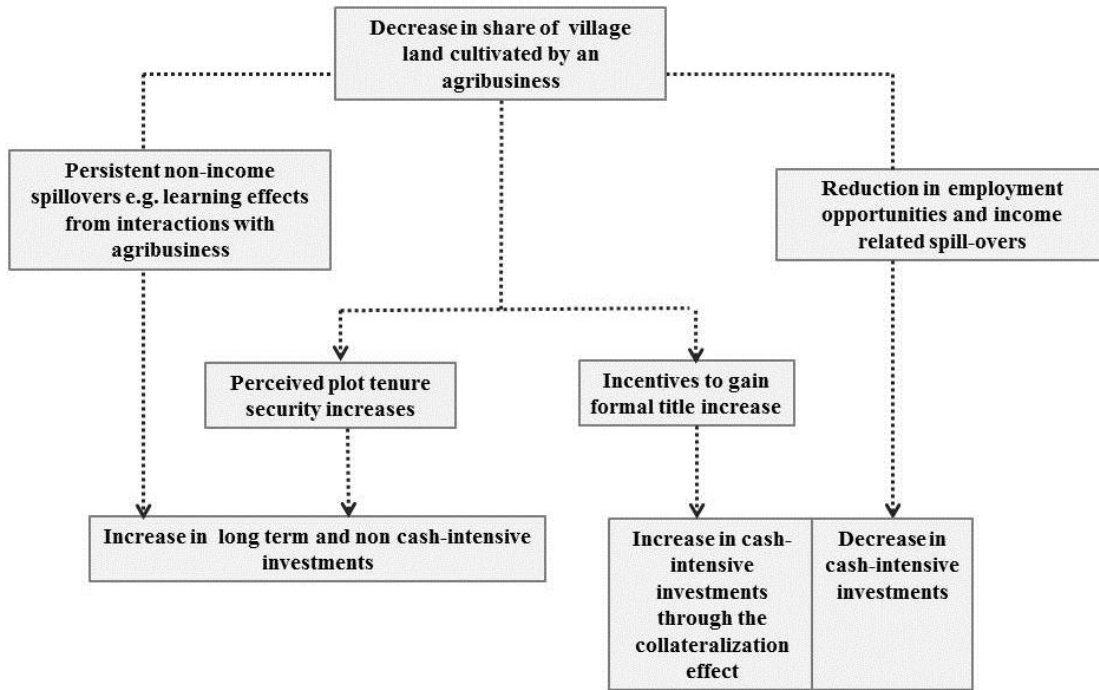 Decrease in share of village
land cultivated by an
agribusiness
Persistent non-income
spillovers e.g. learning effects
from interactions with
agribusiness
Reduction in employment
opportunities and income
related spill-overs
Perceived plot tenure
security increases
Incentives to gain
formal title increase
Increase in long term and non cash-intensive
investments
Increase in cash-
intensive
investments
through the
collateralization
effect
Decrease in
cash-intensive
investments